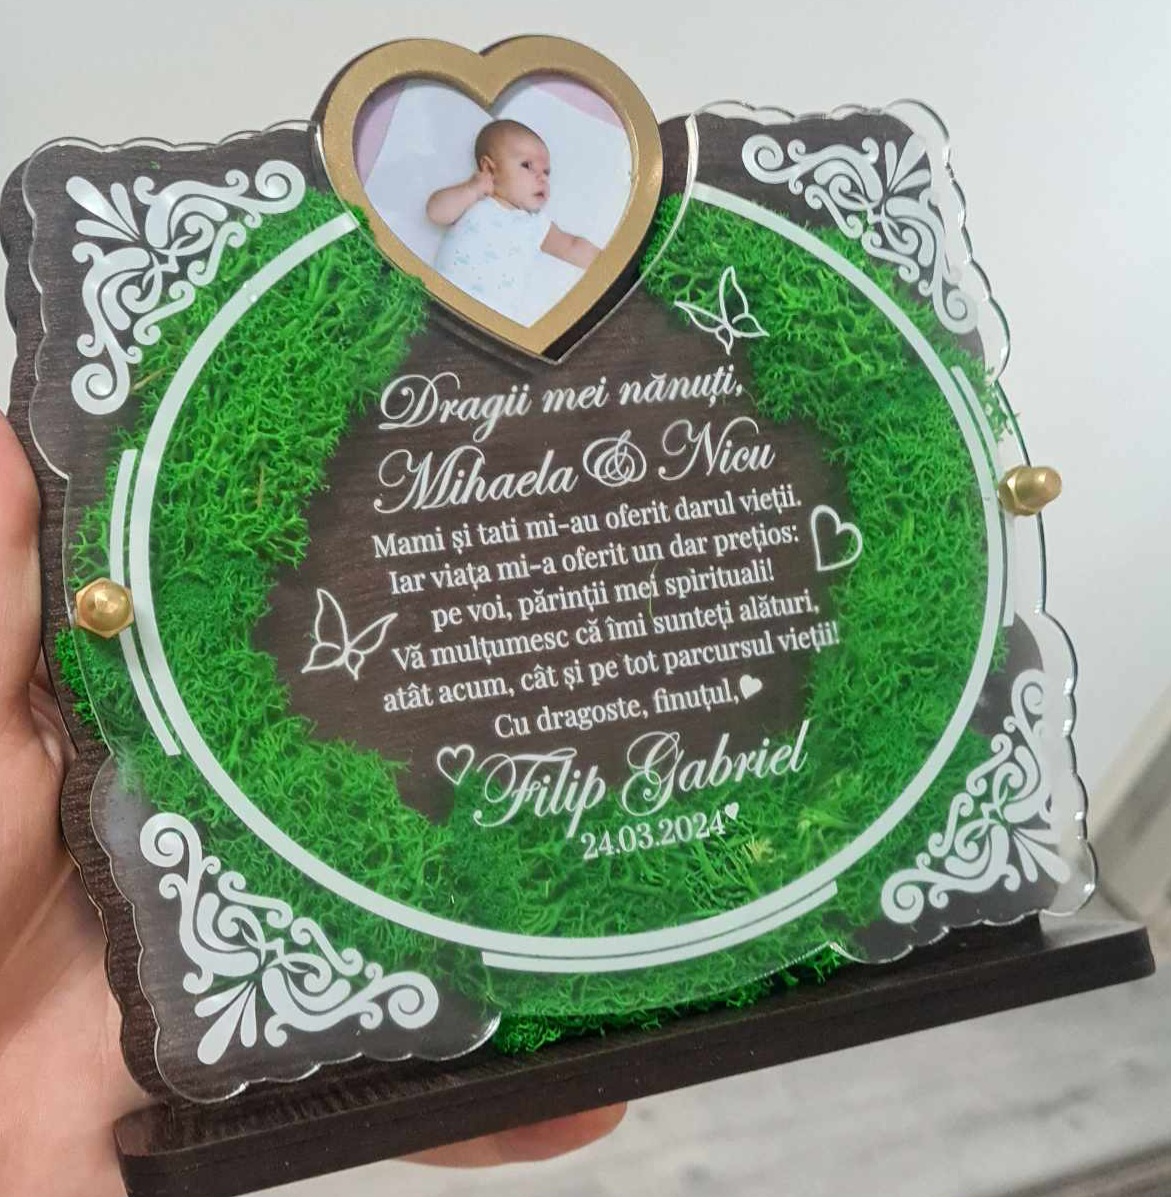 Dragii mei nănuți,
Mihaela & Nicu
Mami și tati mi-au oferit darul vieții.
Iar viața mi-a oferit un dar prețios:
pe voi, părinții mei spirituali!
Vă mulțumesc că îmi sunteți alături,
atât acum, cât și pe tot parcursul vieții!
Cu dragoste, finuțul,
Filip Gabriel
24.03.2024